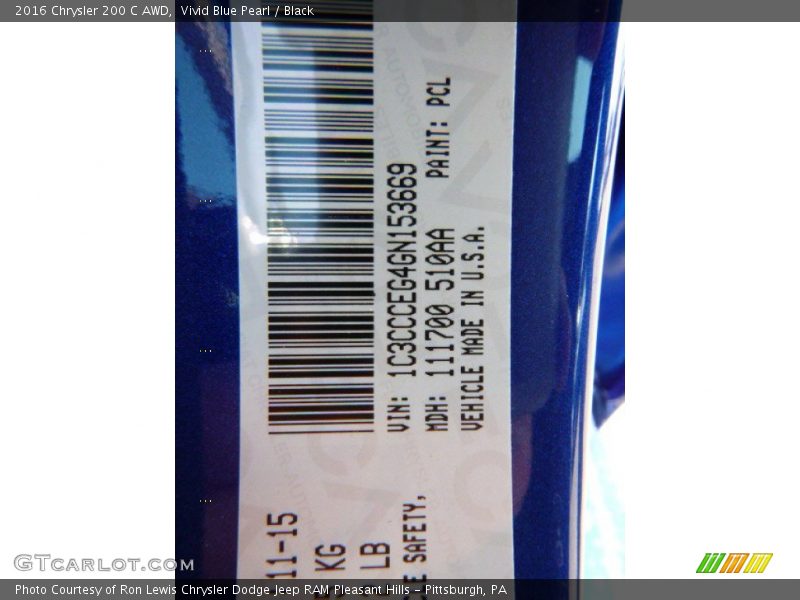 2016 Chrysler 200 C AWD, Vivid Blue Pearl / Black
11-15
KG
LB
SAFETY,
VIN: 1C3CCCEG4GN153669
MDH: 111700 510AA PAINT: PCL
VEHICLE MADE IN U.S.A.
GTCarLot.com
Photo Courtesy of Ron Lewis Chrysler Dodge Jeep RAM Pleasant Hills - Pittsburgh, PA